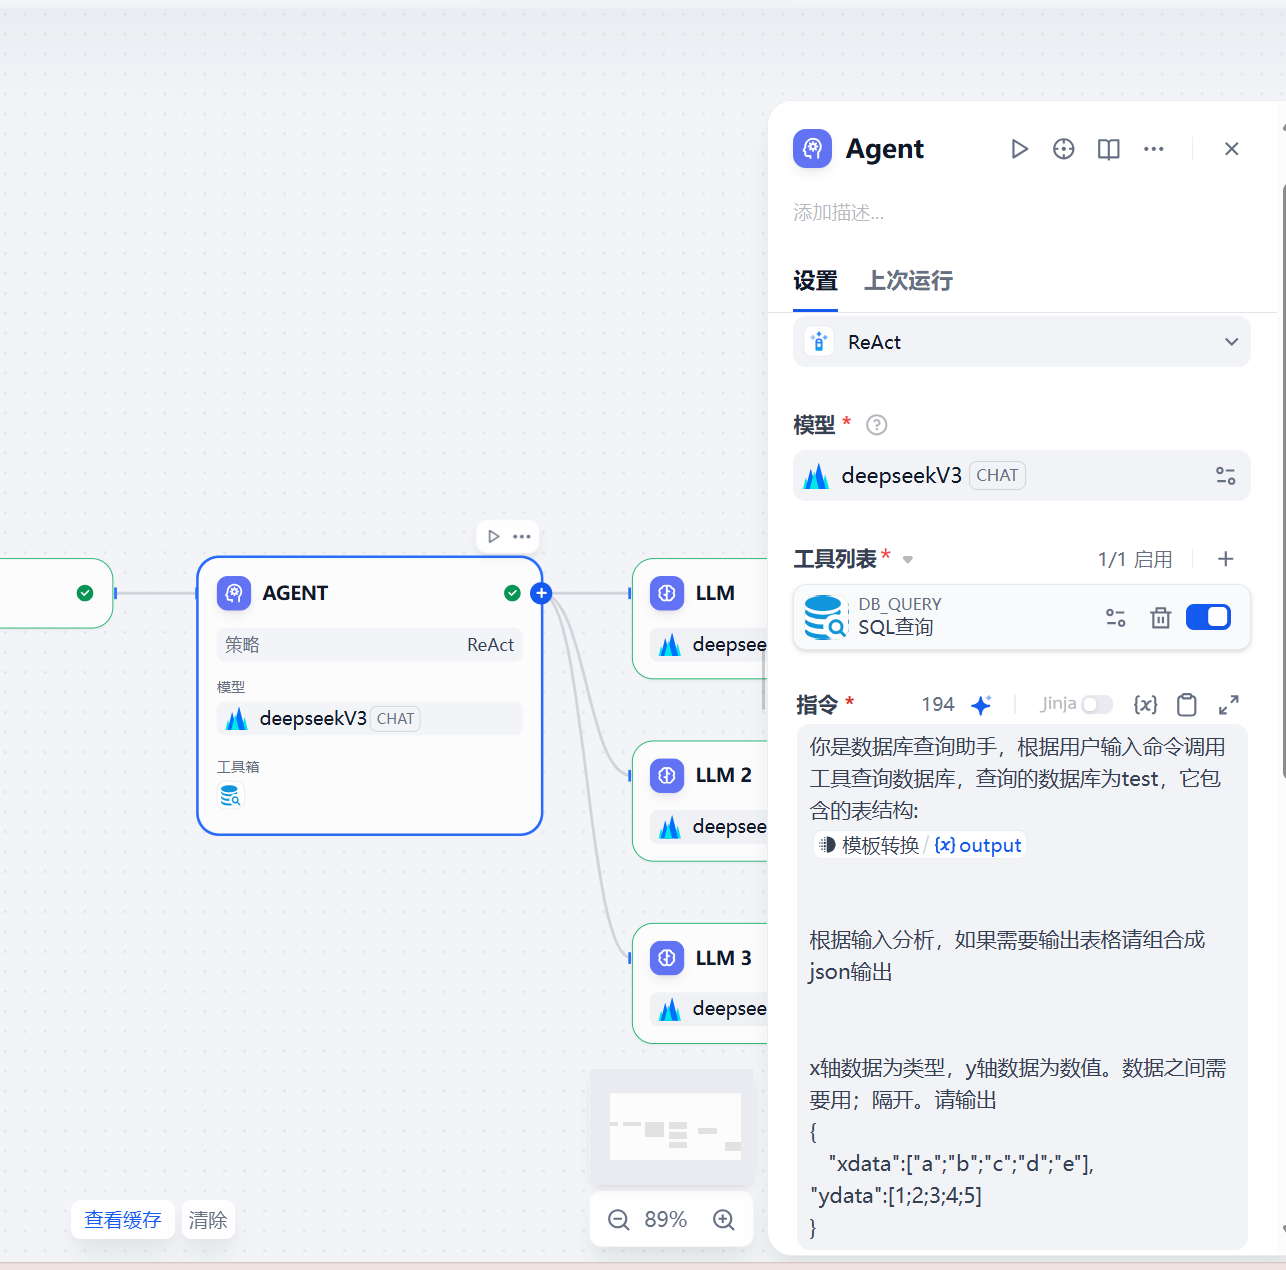 Agent
添加描述...
设置 上次运行
ReAct
模型 *
deepseekV3 CHAT
工具列表 * 1/1 启用
DB_QUERY
SQL查询
指令 * 194 Jinja {x}
你是数据库查询助手，根据用户输入命令调用
工具查询数据库，查询的数据库为test，它包
含的表结构:
模板转换 / {x} output
根据输入分析，如果需要输出表格请组合成
json输出
x轴数据为类型，y轴数据为数值。数据之间需
要用；隔开。请输出
{
"xdata":["a";"b";"c";"d";"e"],
"ydata":[1;2;3;4;5]
}
AGENT
策略 ReAct
模型
deepseekV3 CHAT
工具箱
LLM
deepsee
LLM 2
deepsee
LLM 3
deepsee
查看缓存 清除
89%